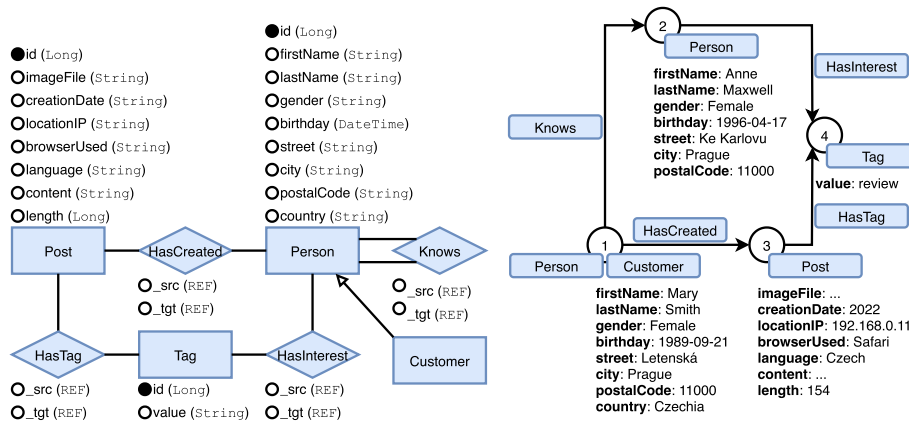 id (Long)
imageFile (String)
creationDate (String)
locationIP (String)
browserUsed (String)
language (String)
content (String)
length (Long)
id (Long)
firstName (String)
lastName (String)
gender (String)
birthday (DateTime)
street (String)
city (String)
postalCode (String)
country (String)
Post
HasCreated
Person
Knows
_src (REF)
_tgt (REF)
_src (REF)
_tgt (REF)
HasTag
Tag
HasInterest
Customer
_src (REF)
_tgt (REF)
id (Long)
value (String)
_src (REF)
_tgt (REF)
2
Person
HasInterest
firstName: Anne
lastName: Maxwell
gender: Female
birthday: 1996-04-17
street: Ke Karlovu
city: Prague
postalCode: 11000
Knows
4
Tag
value: review
HasTag
1
HasCreated
3
Person
Customer
Post
firstName: Mary
lastName: Smith
gender: Female
birthday: 1989-09-21
street: Letenská
city: Prague
postalCode: 11000
country: Czechia
imageFile: ...
creationDate: 2022
locationIP: 192.168.0.11
browserUsed: Safari
language: Czech
content: ...
length: 154